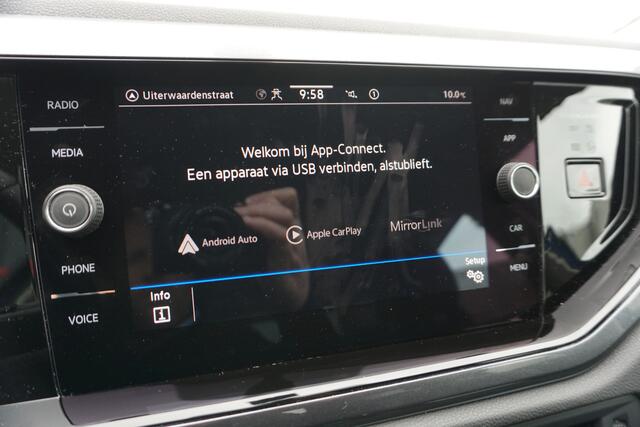 RADIO
MEDIA
PHONE
VOICE
Uiterwaardenstraat
9:58
1
10.0°C
Welkom bij App-Connect.
Een apparaat via USB verbinden, alstublieft.
Android Auto
Apple CarPlay
MirrorLink
Info
Setup
NAV
APP
CAR
MENU